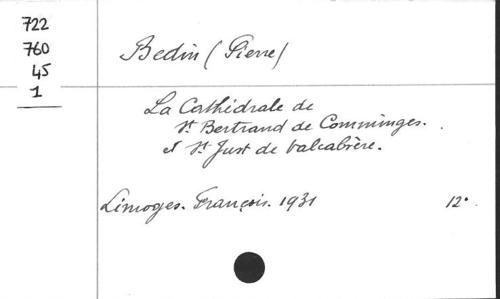 722
760
45
1
Bedin (Pierre)
La Cathédrale de
St Bertrand de Comminges.
et St Just de Valcabrère.
Limoges. François. 1931 12°